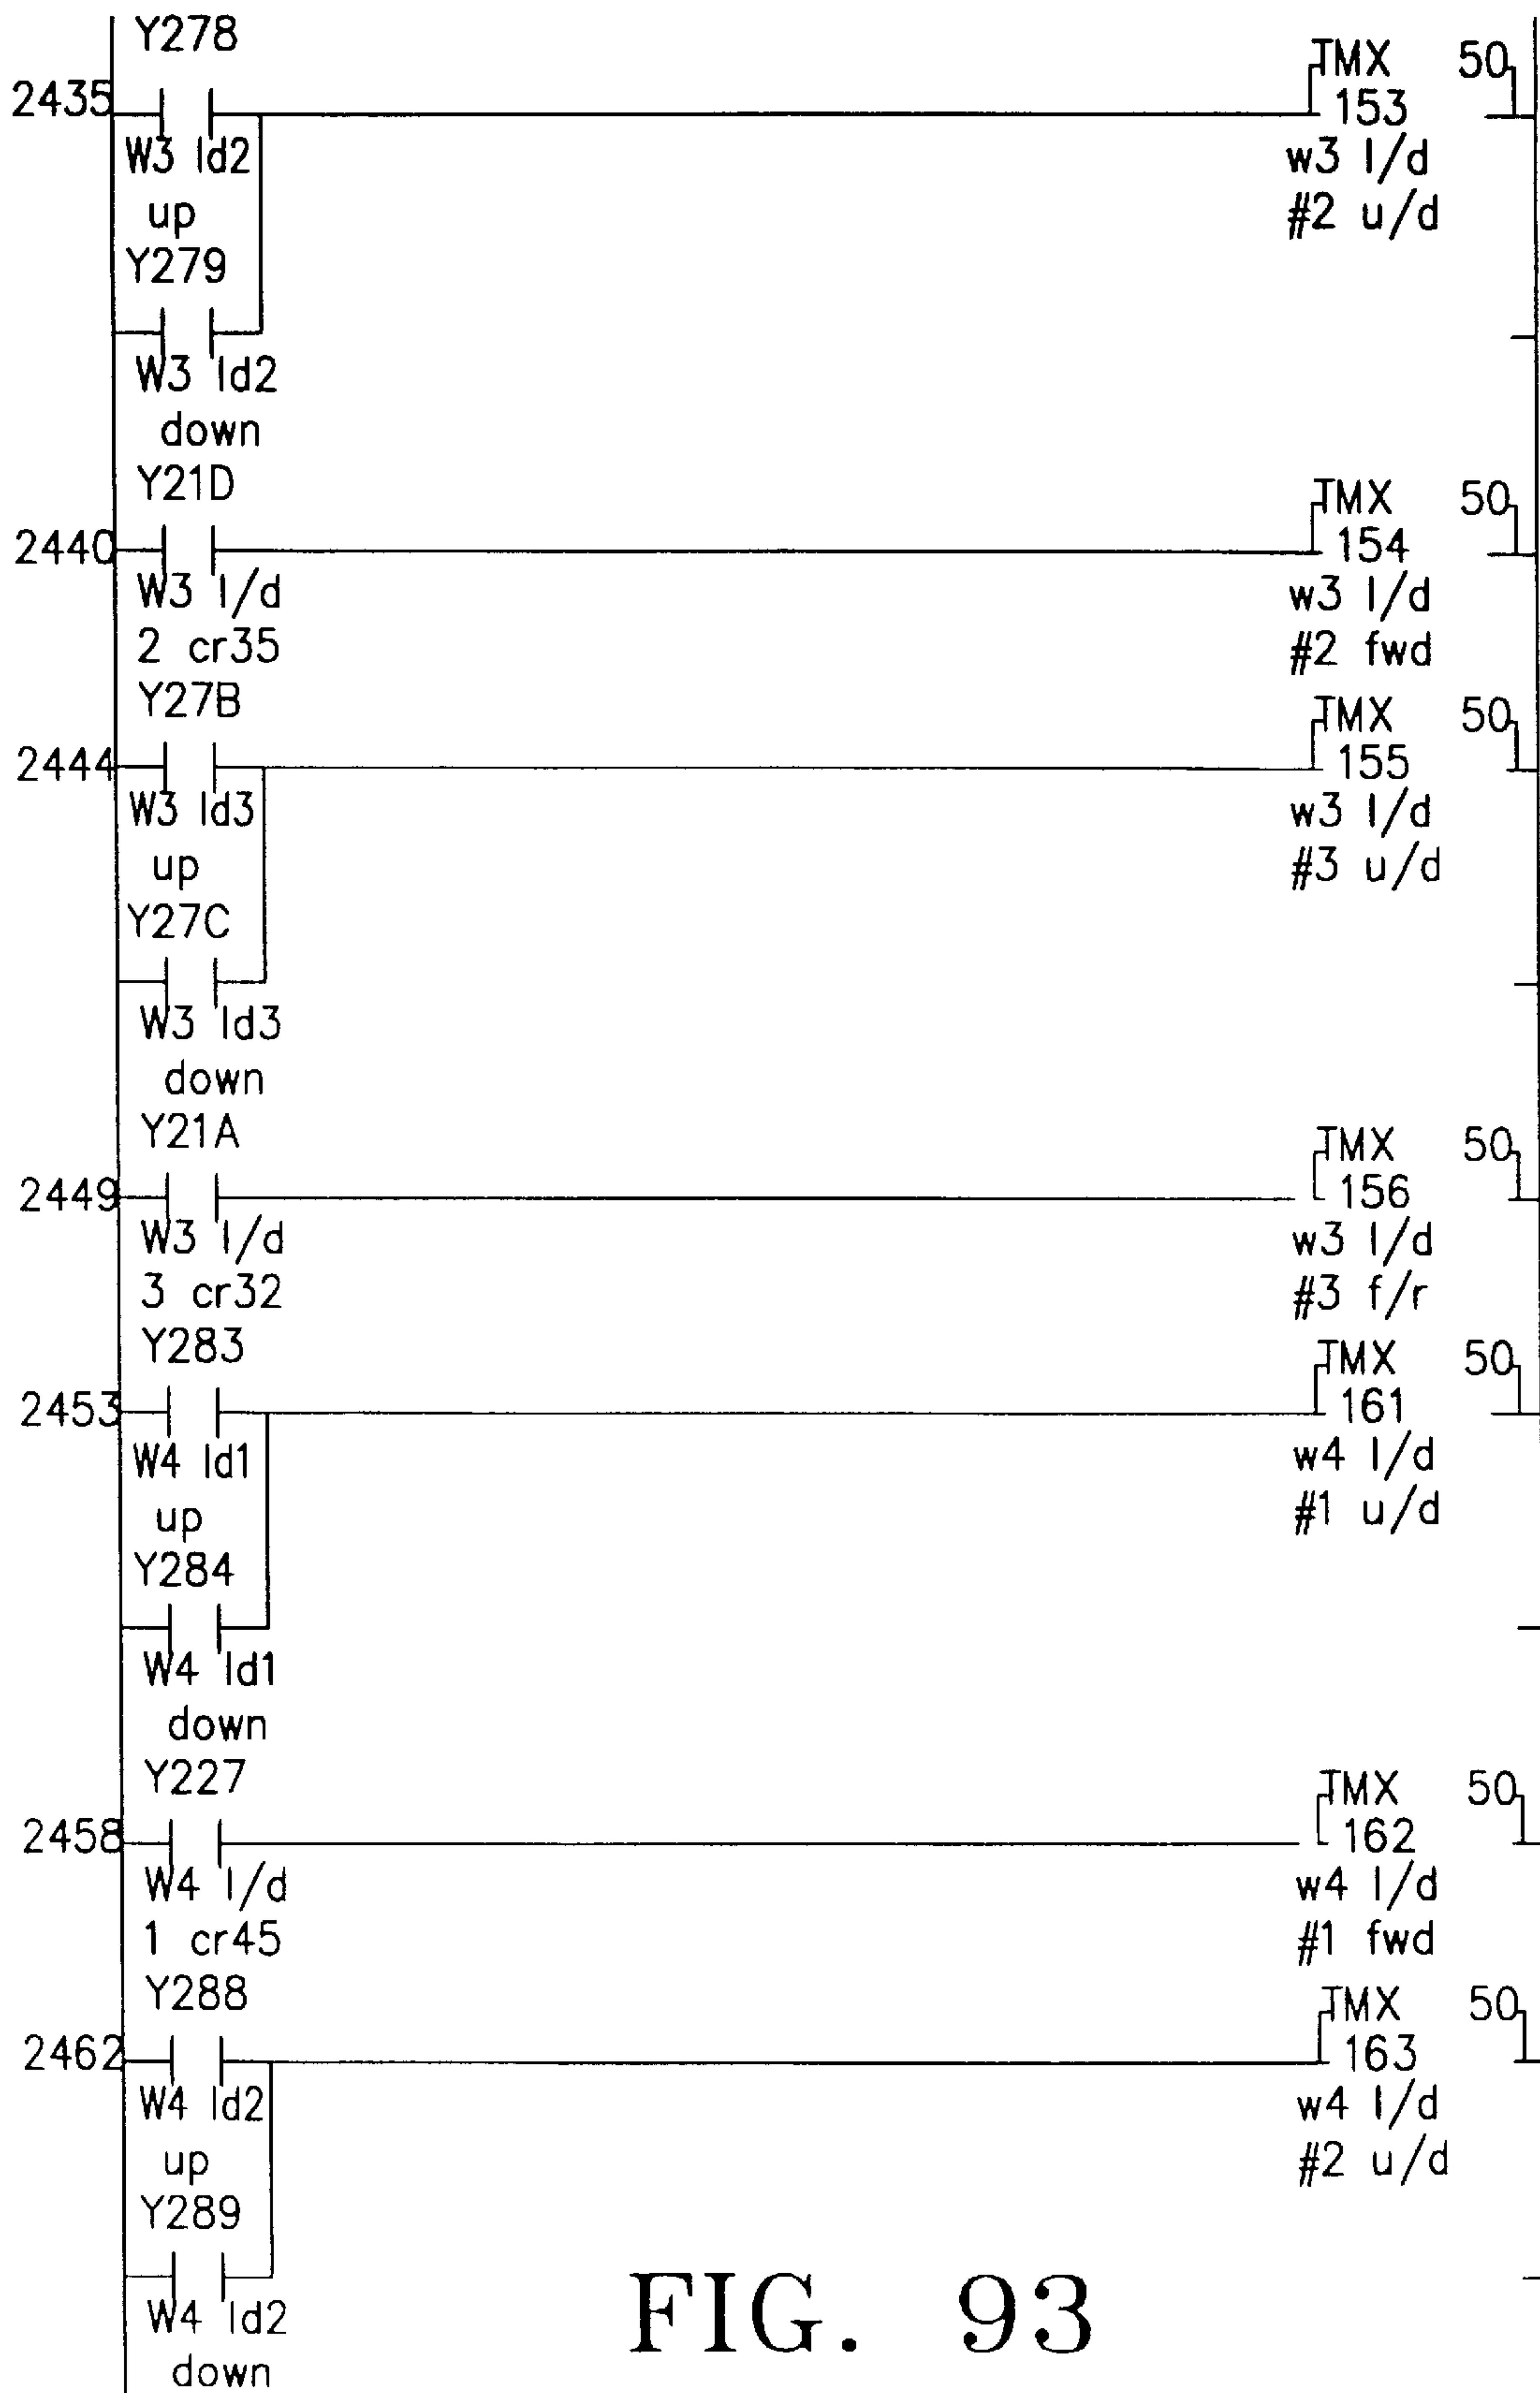 Y278
TMX 50
2435 153
W3 ld2 w3 l/d
up #2 u/d
Y279
W3 ld2
down
Y21D
TMX 50
2440 154
W3 l/d w3 l/d
2 cr35 #2 fwd
Y27B
TMX 50
2444 155
W3 ld3 w3 l/d
up #3 u/d
Y27C
W3 ld3
down
Y21A
TMX 50
2449 156
W3 l/d w3 l/d
3 cr32 #3 f/r
Y283
TMX 50
2453 161
W4 ld1 w4 l/d
up #1 u/d
Y284
W4 ld1
down
Y227
TMX 50
2458 162
W4 l/d w4 l/d
1 cr45 #1 fwd
Y288
TMX 50
2462 163
W4 ld2 w4 l/d
up #2 u/d
Y289
W4 ld2
down
FIG. 93